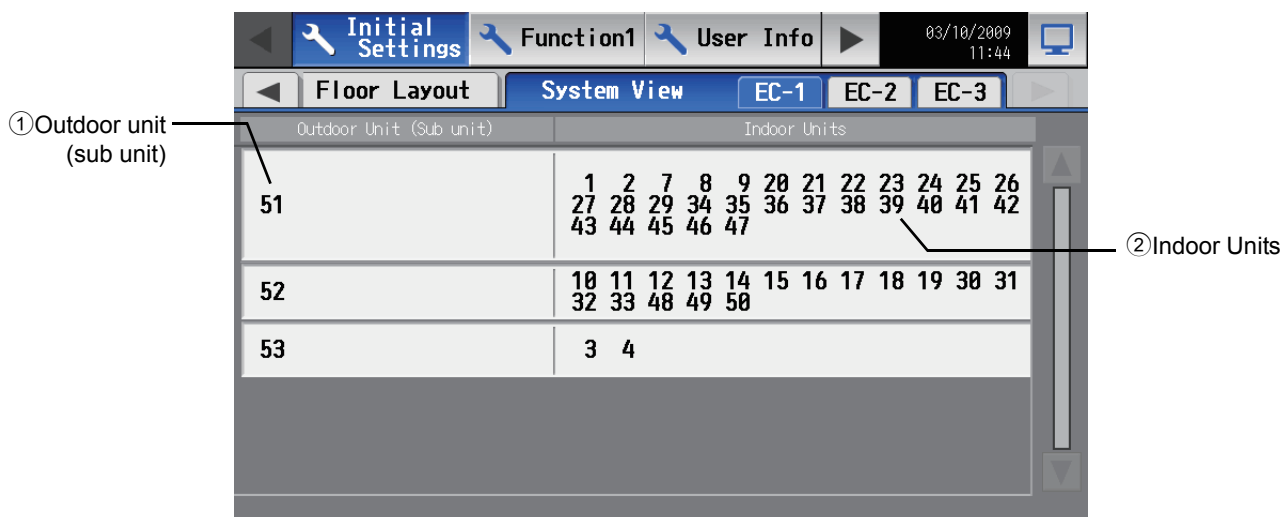 Initial Settings Function1 User Info 03/10/2009 11:44
Floor Layout System View EC-1 EC-2 EC-3
①Outdoor unit (sub unit)
Outdoor Unit (Sub unit) Indoor Units
51 1 2 7 8 9 20 21 22 23 24 25 26
27 28 29 34 35 36 37 38 39 40 41 42
43 44 45 46 47
②Indoor Units
52 10 11 12 13 14 15 16 17 18 19 30 31
32 33 48 49 50
53 3 4